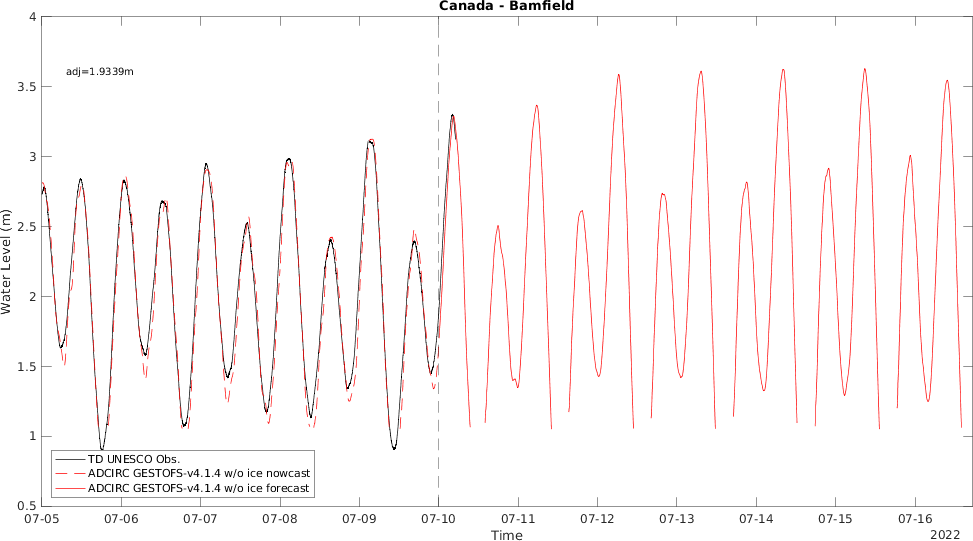 Canada - Bamfield
4
adj=1.9339m
3.5
3
2.5
2
1.5
1
0.5
Water Level (m)
TD UNESCO Obs.
ADCIRC GESTOFS-v4.1.4 w/o ice nowcast
ADCIRC GESTOFS-v4.1.4 w/o ice forecast
07-05 07-06 07-07 07-08 07-09 07-10 07-11 07-12 07-13 07-14 07-15 07-16
Time
2022